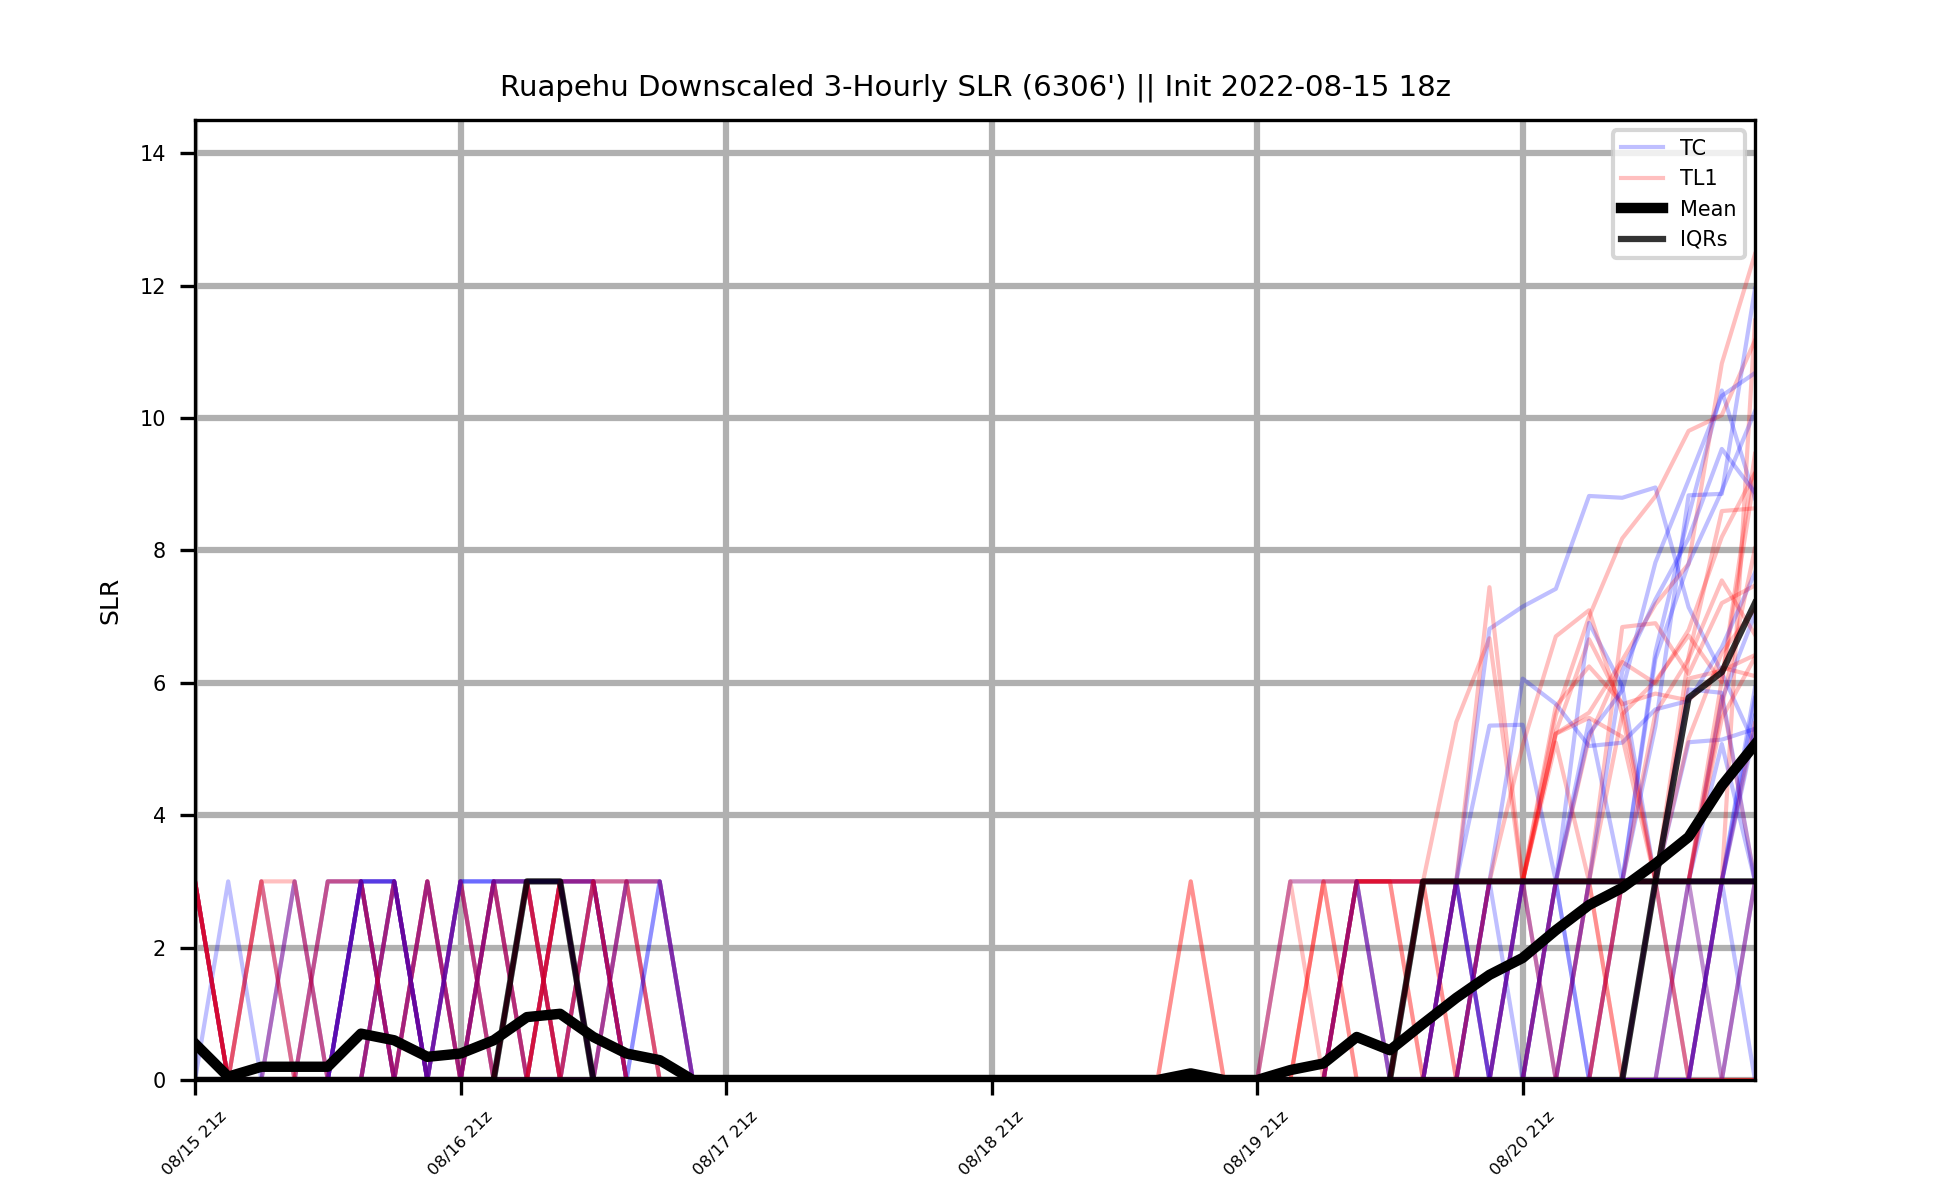 Ruapehu Downscaled 3-Hourly SLR (6306') || Init 2022-08-15 18z
TC
TL1
Mean
IQRs
SLR
14
12
10
8
6
4
2
0
08/15 21z
08/16 21z
08/17 21z
08/18 21z
08/19 21z
08/20 21z